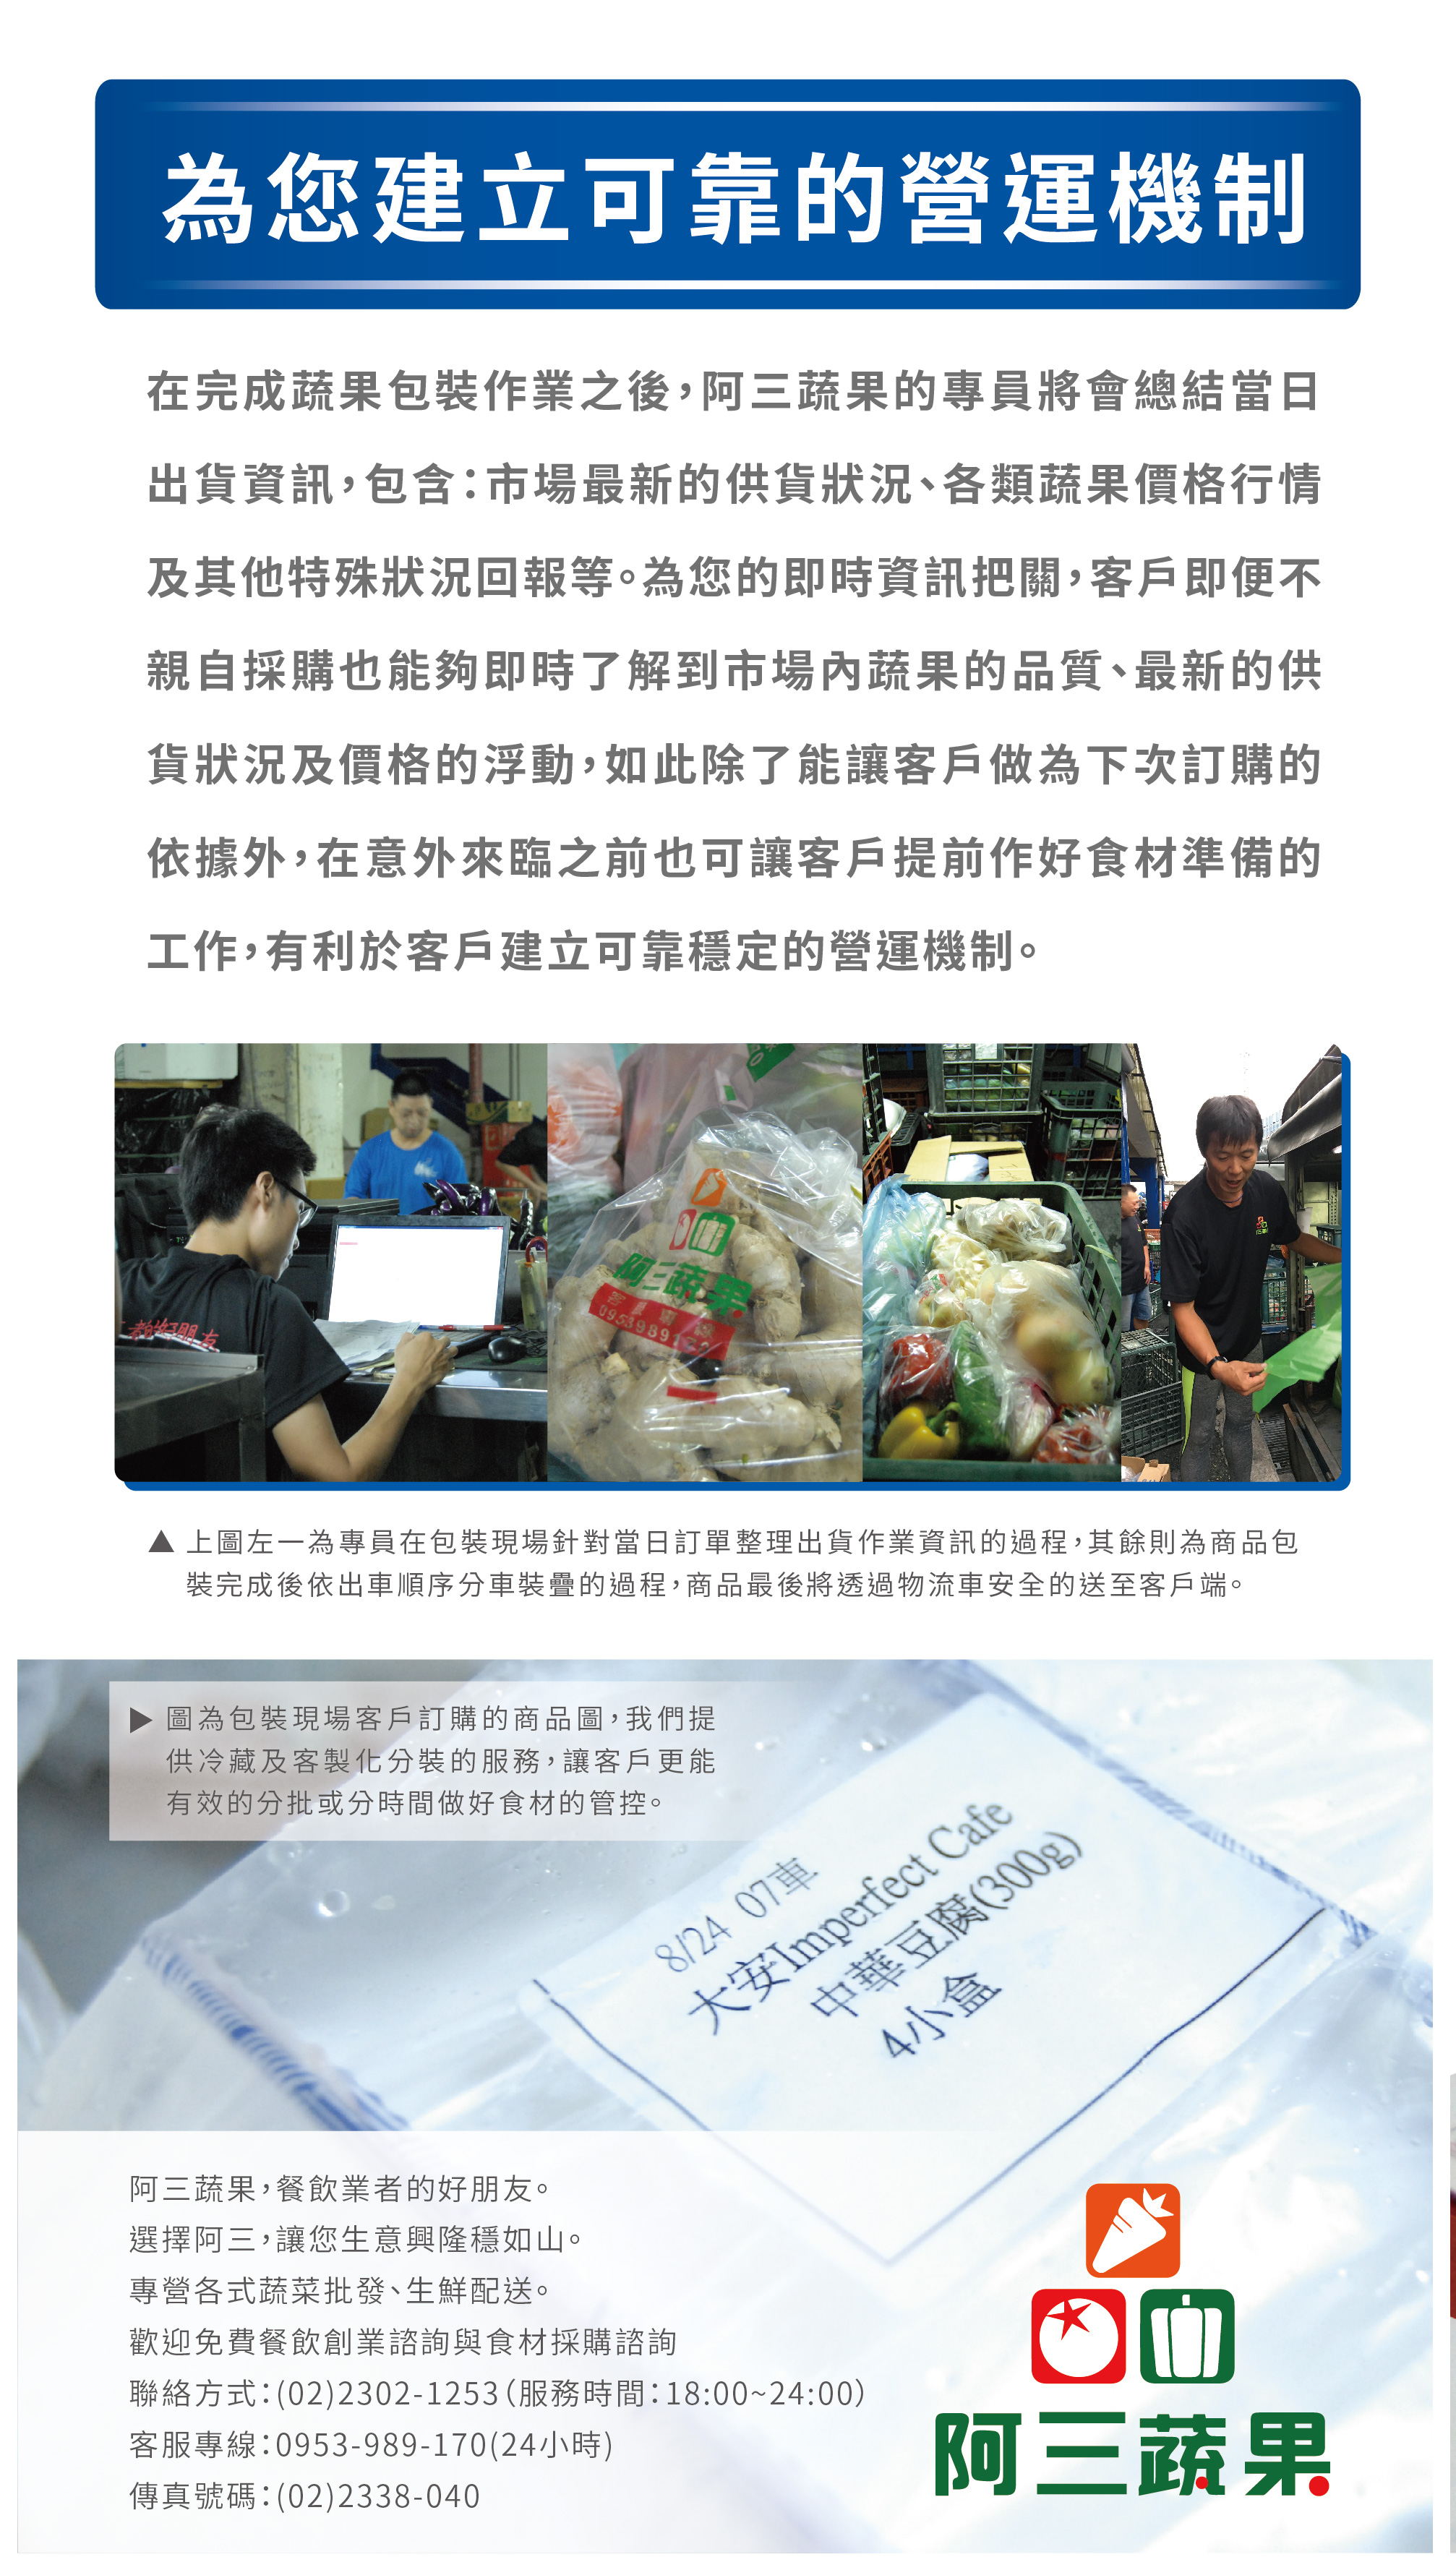 為您建立可靠的營運機制
在完成蔬果包裝作業之後，阿三蔬果的專員將會總結當日
出貨資訊，包含：市場最新的供貨狀況、各類蔬果價格行情
及其他特殊狀況回報等。為您的即時資訊把關，客戶即便不
親自採購也能夠即時了解到市場內蔬果的品質、最新的供
貨狀況及價格的浮動，如此除了能讓客戶做為下次訂購的
依據外，在意外來臨之前也可讓客戶提前作好食材準備的
工作，有利於客戶建立可靠穩定的營運機制。
好朋友
阿三蔬果
客服專線
▲ 上圖左一為專員在包裝現場針對當日訂單整理出貨作業資訊的過程，其餘則為商品包
裝完成後依出車順序分車裝疊的過程，商品最後將透過物流車安全的送至客戶端。
▶ 圖為包裝現場客戶訂購的商品圖，我們提
供冷藏及客製化分裝的服務，讓客戶更能
有效的分批或分時間做好食材的管控。
8/24 07車
大安Imperfect Cafe
中華豆腐(300g)
4小盒
阿三蔬果，餐飲業者的好朋友。
選擇阿三，讓您生意興隆穩如山。
專營各式蔬菜批發、生鮮配送。
歡迎免費餐飲創業諮詢與食材採購諮詢
聯絡方式：(02)2302-1253（服務時間：18:00~24:00）
客服專線：0953-989-170(24小時)
傳真號碼：(02)2338-040
阿三蔬果